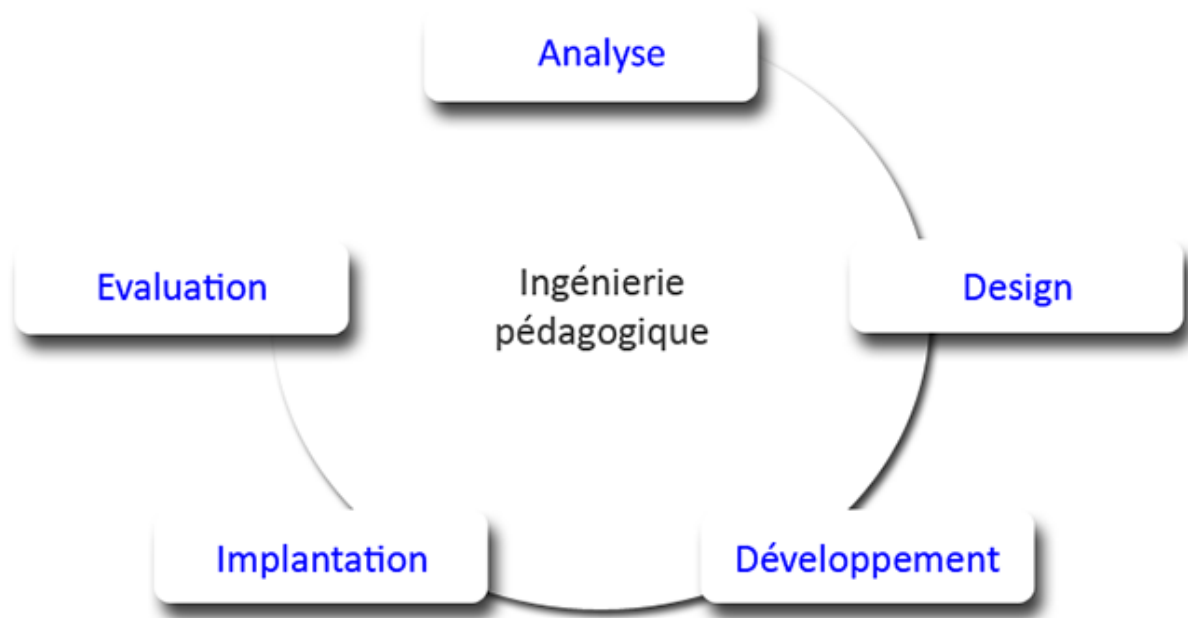 Analyse
Evaluation
Ingénierie
pédagogique
Design
Implantation
Développement